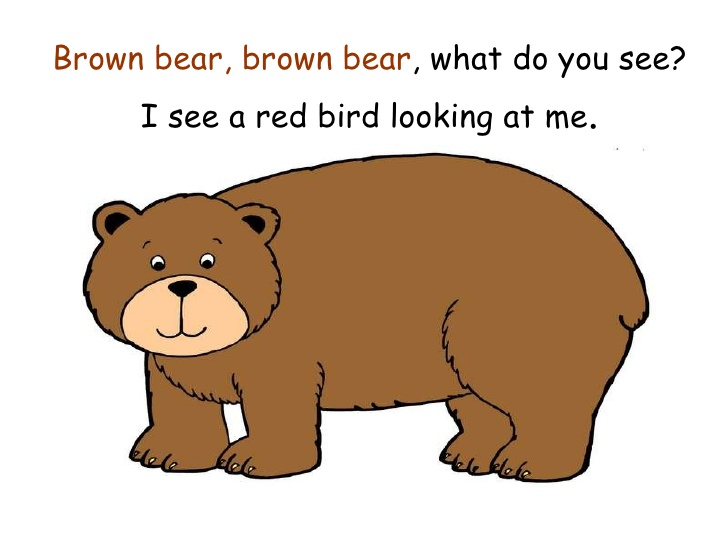 Brown bear, brown bear, what do you see?
I see a red bird looking at me.